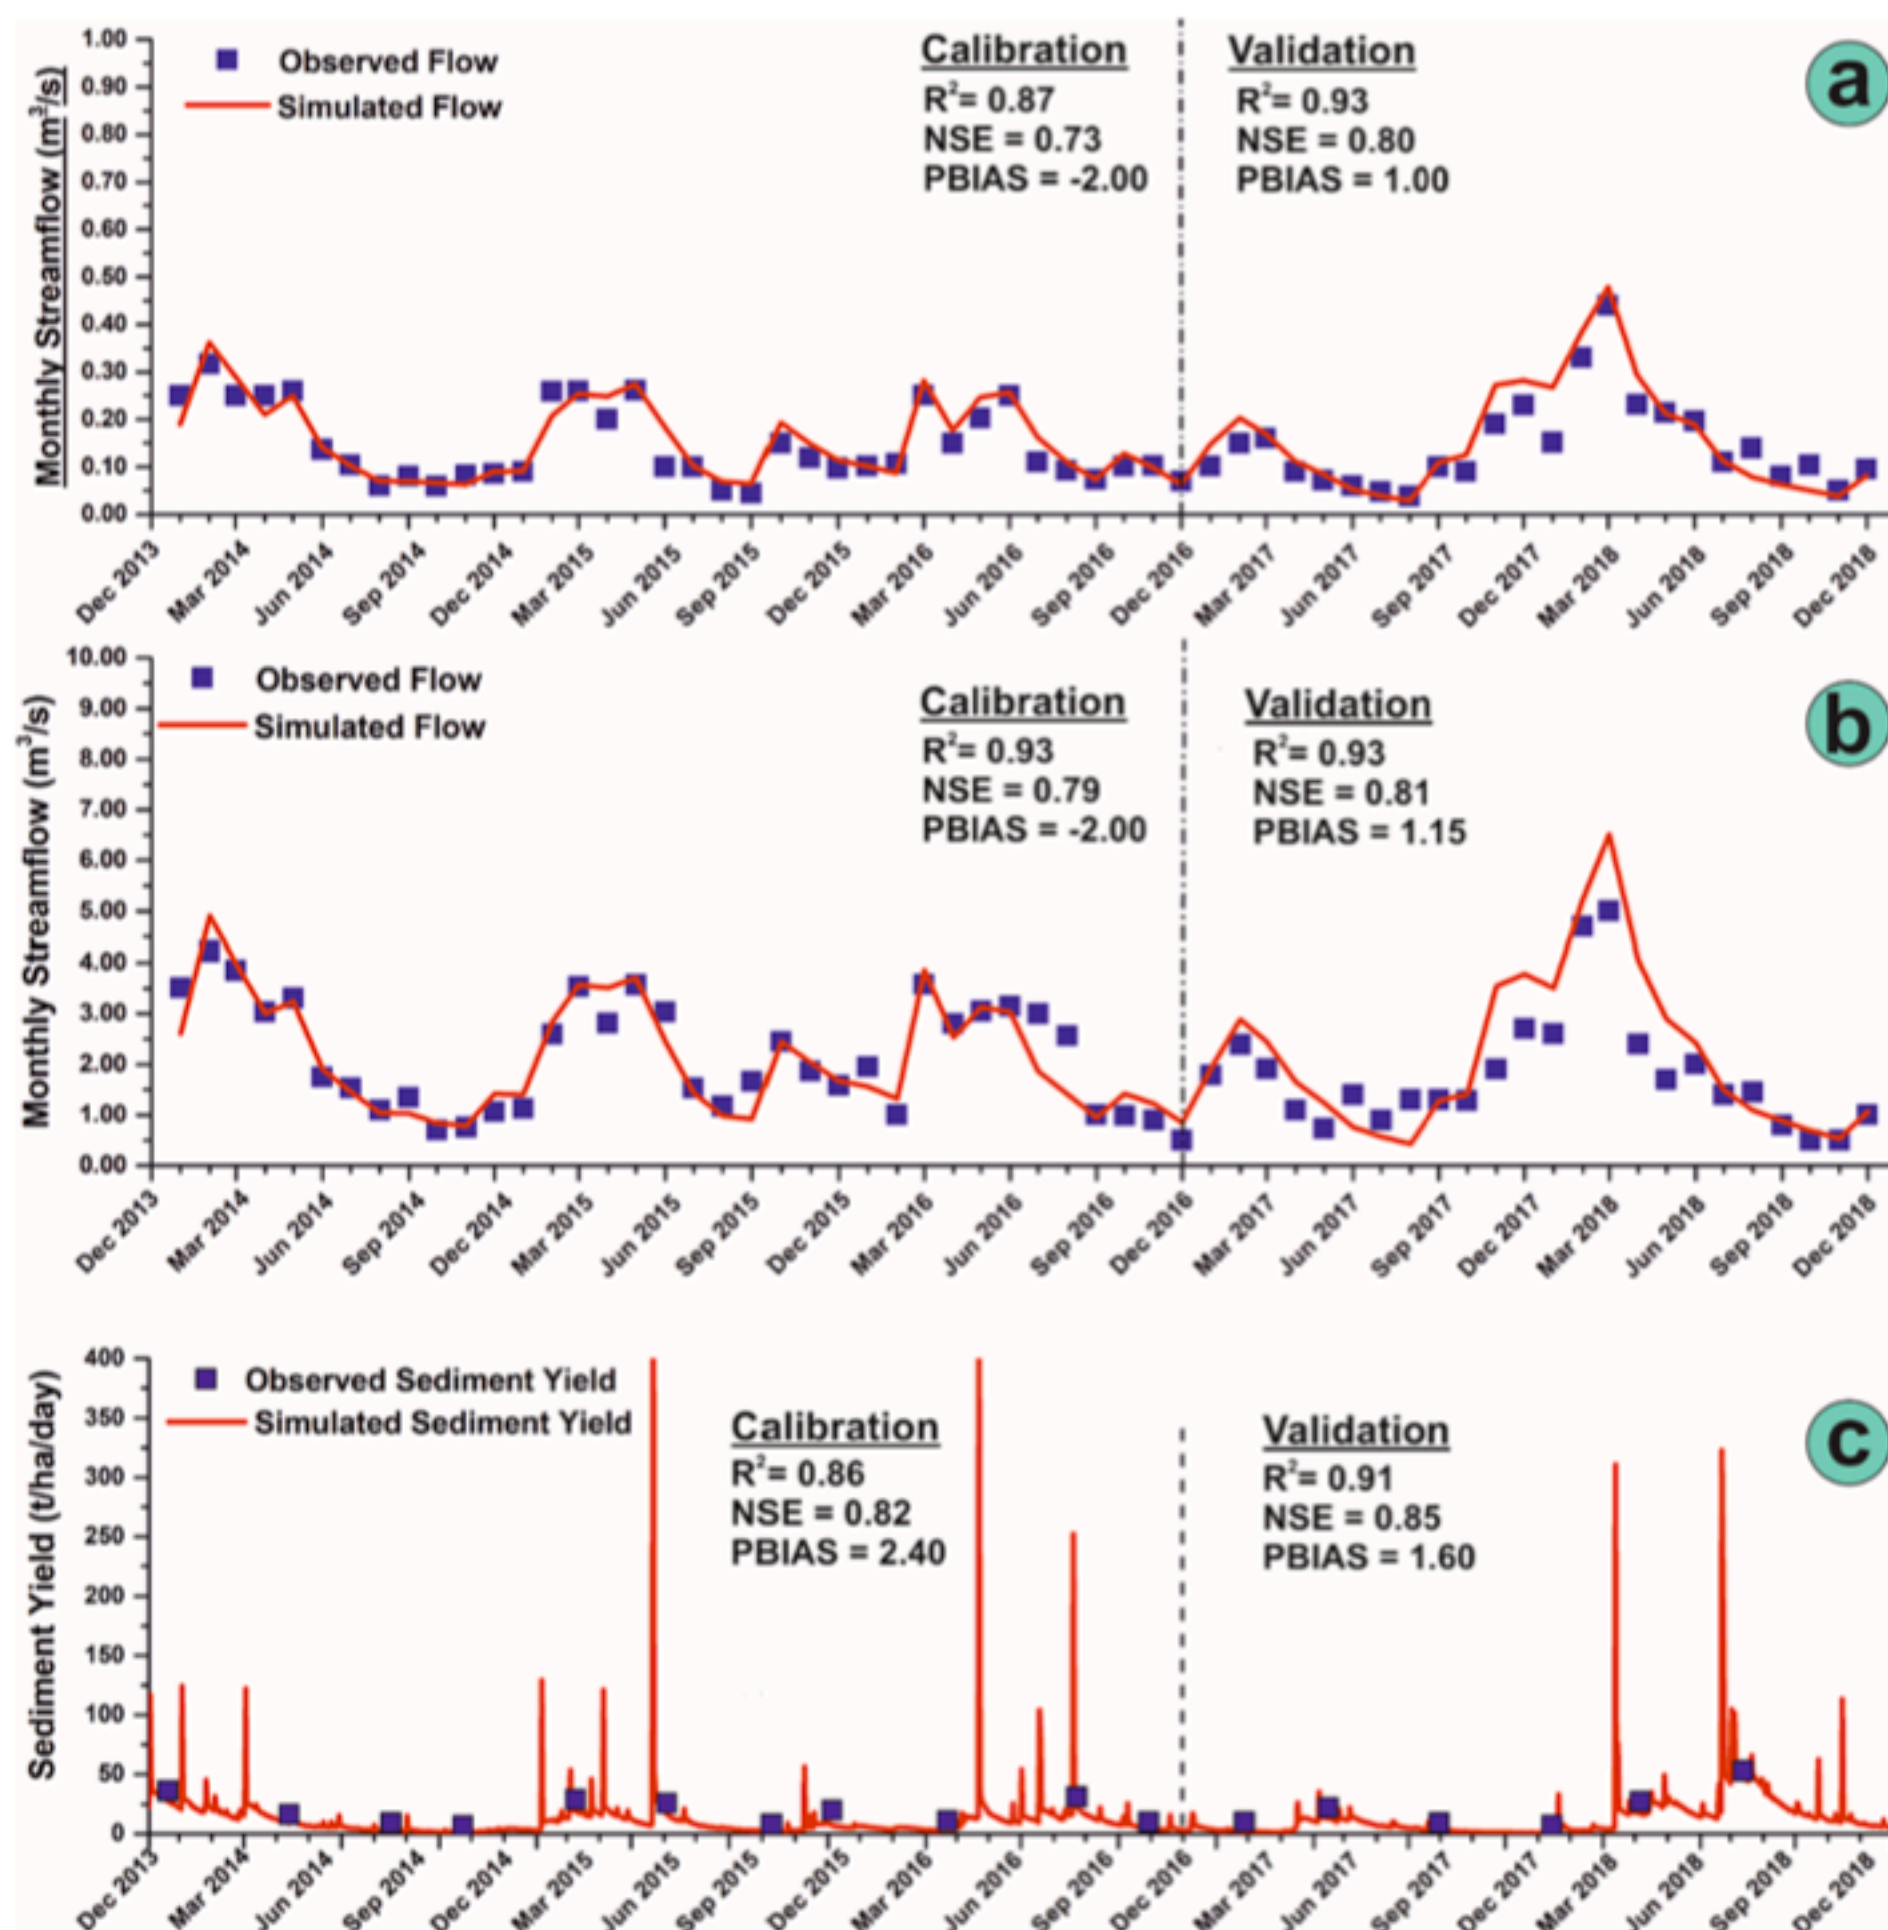 Monthly Streamflow (m³/s)
1.00
0.90
0.80
0.70
0.60
0.50
0.40
0.30
0.20
0.10
0.00
Observed Flow
Simulated Flow
Calibration
R²= 0.87
NSE = 0.73
PBIAS = -2.00
Validation
R²= 0.93
NSE = 0.80
PBIAS = 1.00
a
Dec 2013 Mar 2014 Jun 2014 Sep 2014 Dec 2014 Mar 2015 Jun 2015 Sep 2015 Dec 2015 Mar 2016 Jun 2016 Sep 2016 Dec 2016 Mar 2017 Jun 2017 Sep 2017 Dec 2017 Mar 2018 Jun 2018 Sep 2018 Dec 2018
Monthly Streamflow (m³/s)
10.00
9.00
8.00
7.00
6.00
5.00
4.00
3.00
2.00
1.00
0.00
Observed Flow
Simulated Flow
Calibration
R²= 0.93
NSE = 0.79
PBIAS = -2.00
Validation
R²= 0.93
NSE = 0.81
PBIAS = 1.15
b
Dec 2013 Mar 2014 Jun 2014 Sep 2014 Dec 2014 Mar 2015 Jun 2015 Sep 2015 Dec 2015 Mar 2016 Jun 2016 Sep 2016 Dec 2016 Mar 2017 Jun 2017 Sep 2017 Dec 2017 Mar 2018 Jun 2018 Sep 2018 Dec 2018
Sediment Yield (t/ha/day)
400
350
300
250
200
150
100
50
0
Observed Sediment Yield
Simulated Sediment Yield
Calibration
R²= 0.86
NSE = 0.82
PBIAS = 2.40
Validation
R²= 0.91
NSE = 0.85
PBIAS = 1.60
c
Dec 2013 Mar 2014 Jun 2014 Sep 2014 Dec 2014 Mar 2015 Jun 2015 Sep 2015 Dec 2015 Mar 2016 Jun 2016 Sep 2016 Dec 2016 Mar 2017 Jun 2017 Sep 2017 Dec 2017 Mar 2018 Jun 2018 Sep 2018 Dec 2018